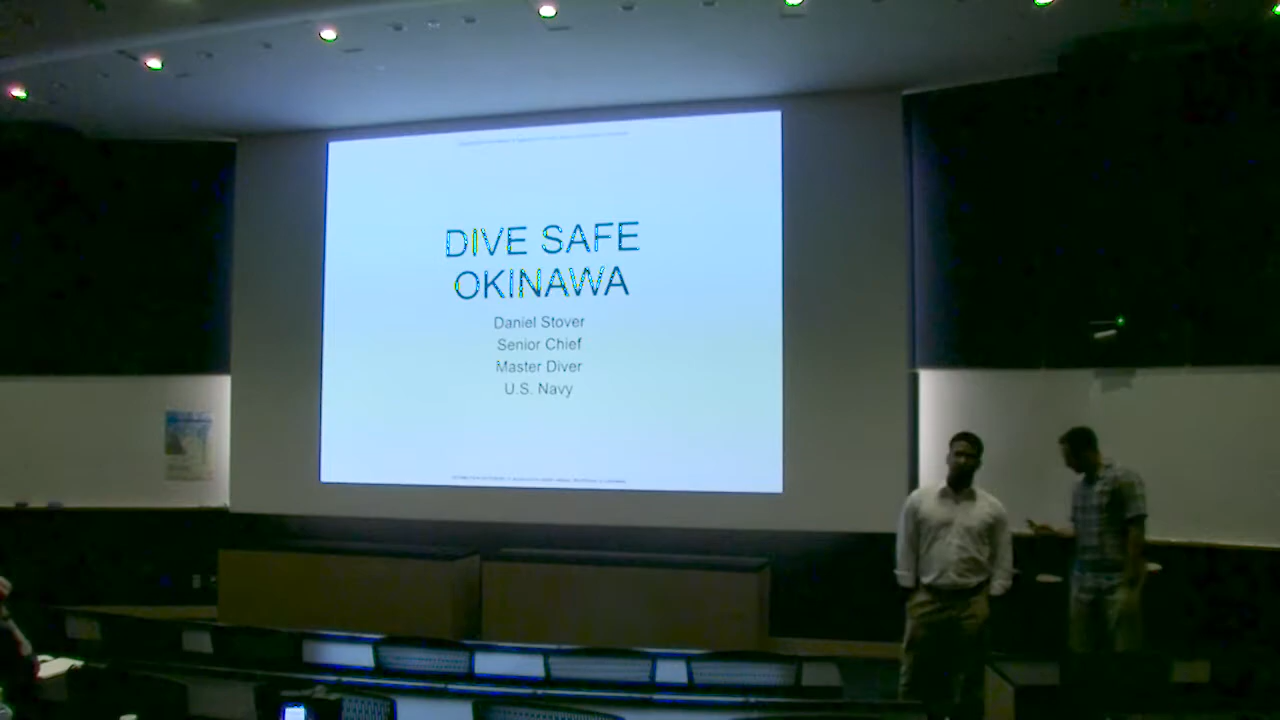 DIVE SAFE
OKINAWA
Daniel Stover
Senior Chief
Master Diver
U.S. Navy